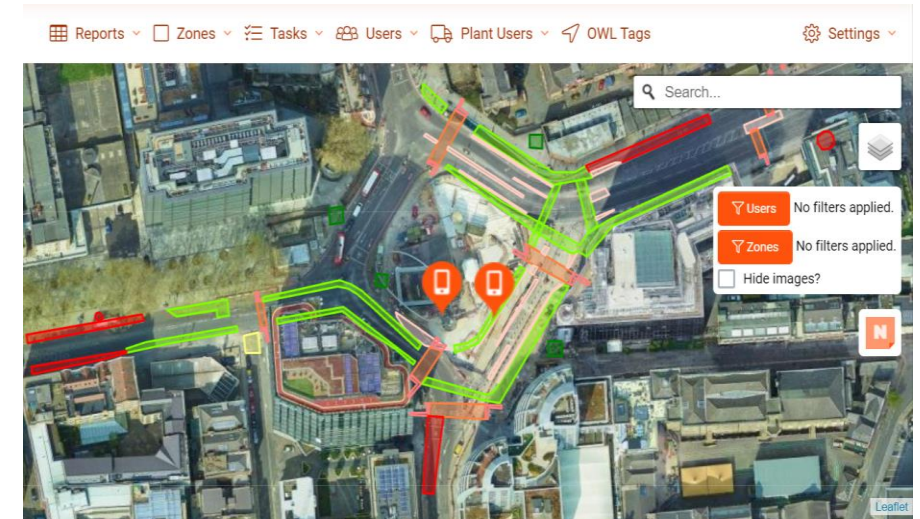 Reports Zones Tasks Users Plant Users OWL Tags Settings
Search...
Users No filters applied.
Zones No filters applied.
Hide images?
N
Leaflet